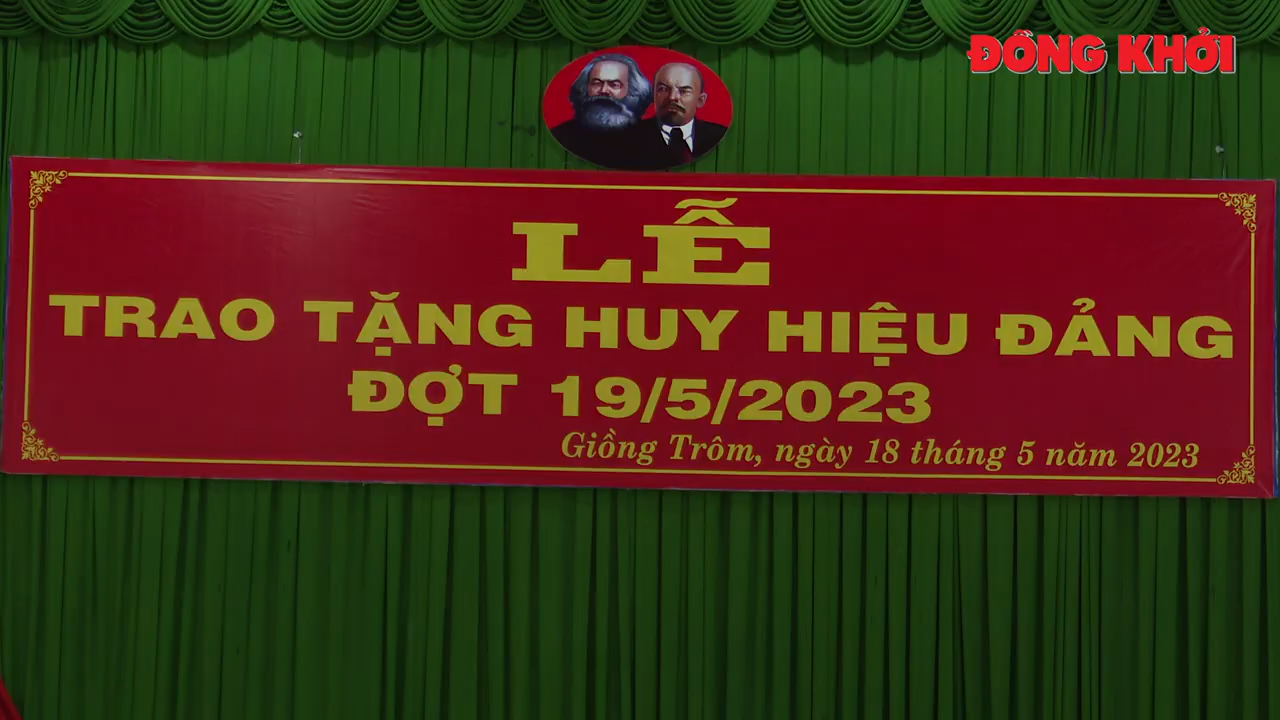 ĐỒNG KHỞI
LỄ
TRAO TẶNG HUY HIỆU ĐẢNG
ĐỢT 19/5/2023
Giồng Trôm, ngày 18 tháng 5 năm 2023